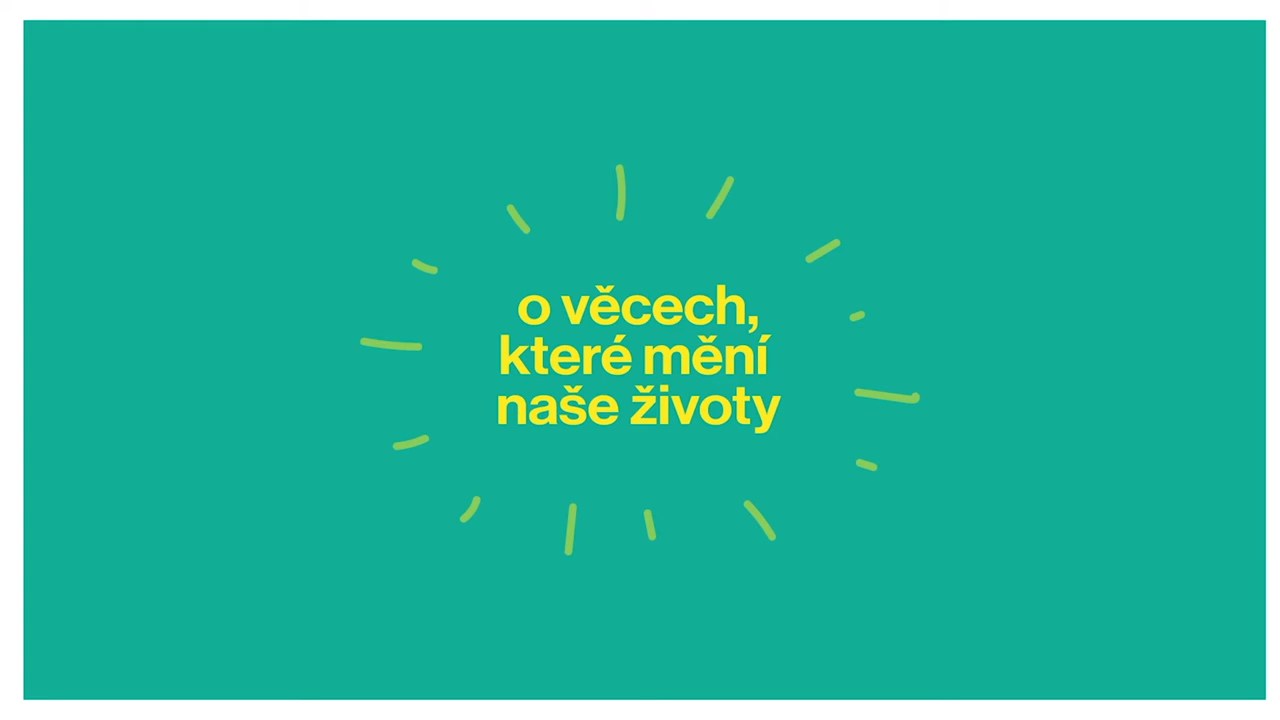 o věcech,
které mění
naše životy